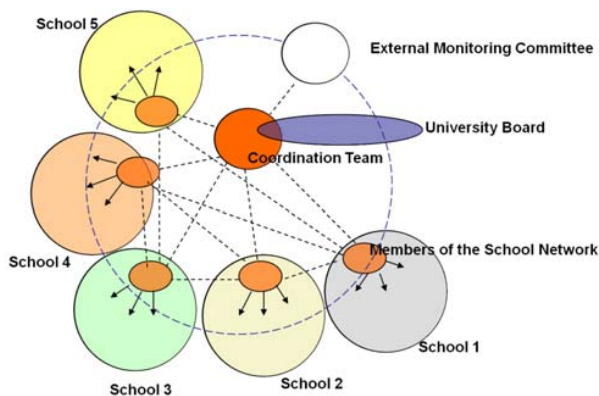 School 5
External Monitoring Committee
University Board
Coordination Team
Members of the School Network
School 4
School 1
School 2
School 3